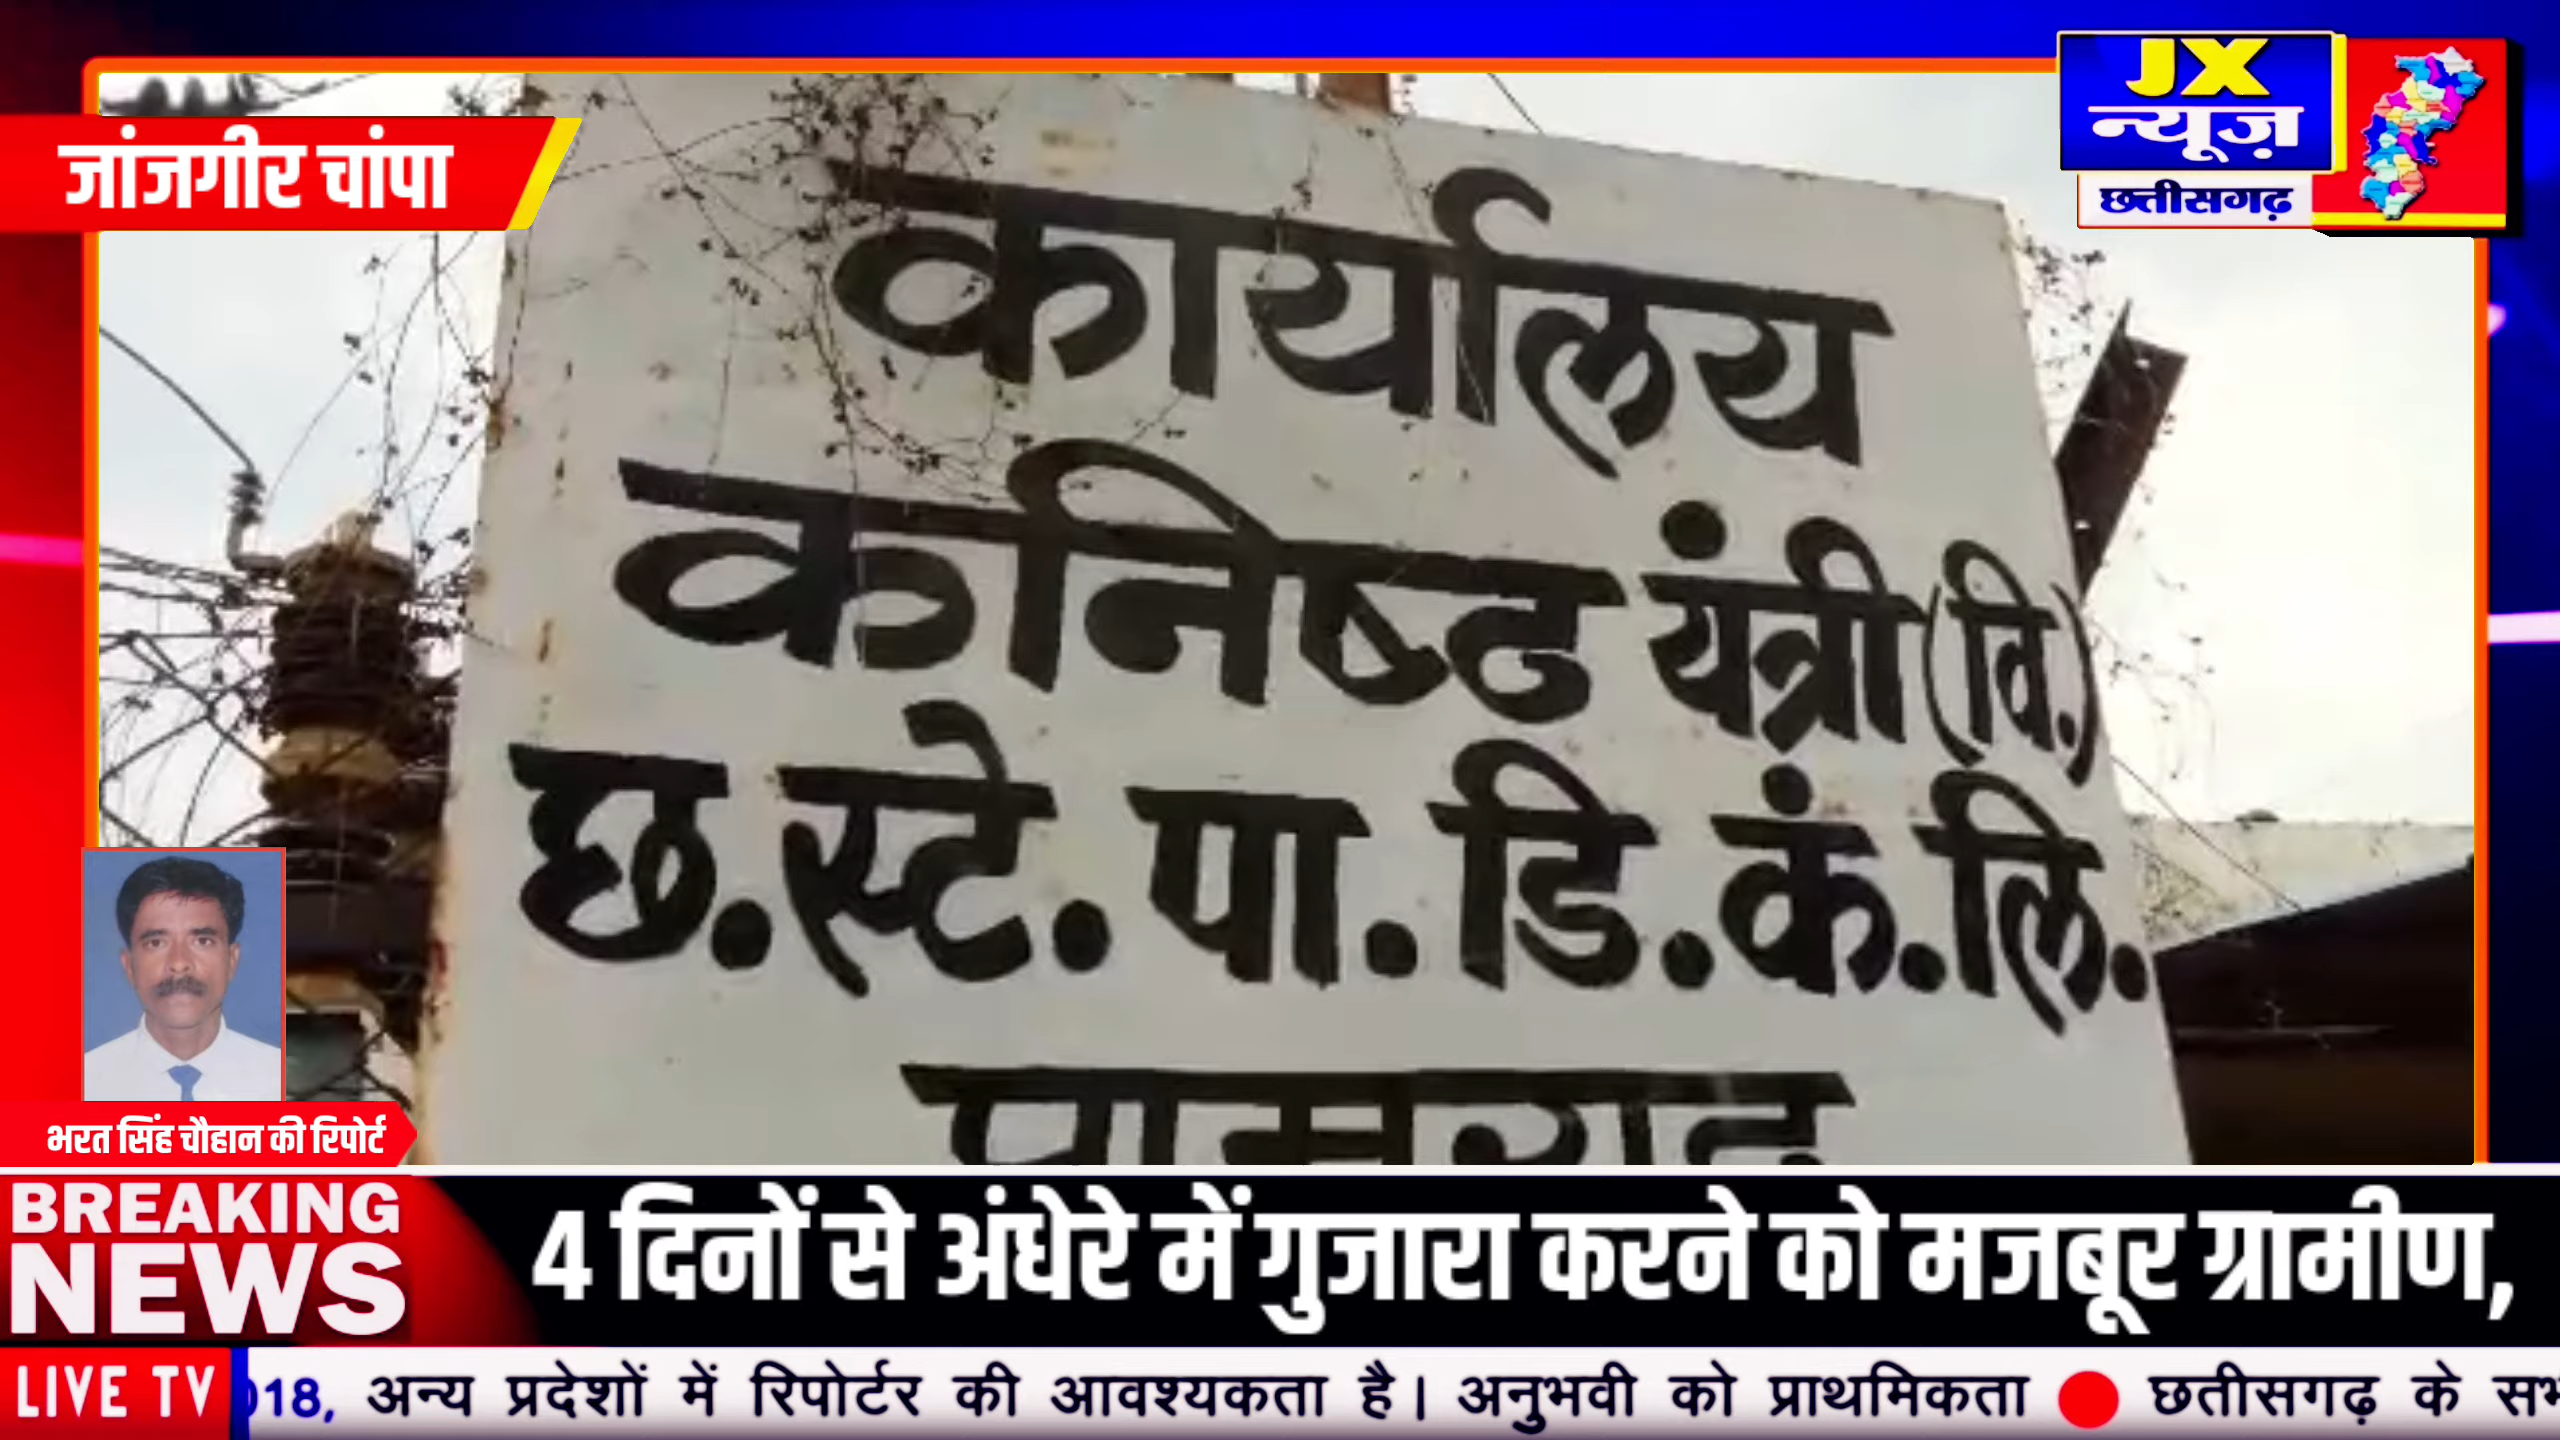 JX
न्यूज़
छत्तीसगढ़
जांजगीर चांपा
कार्यालय
कनिष्ठ यंत्री (वि.)
छ.स्टे.पा.डि.कं.लि.
भरत सिंह चौहान की रिपोर्ट
BREAKING
NEWS
4 दिनों से अंधेरे में गुजारा करने को मजबूर ग्रामीण,
LIVE TV
018, अन्य प्रदेशों में रिपोर्टर की आवश्यकता है। अनुभवी को प्राथमिकता छतीसगढ़ के